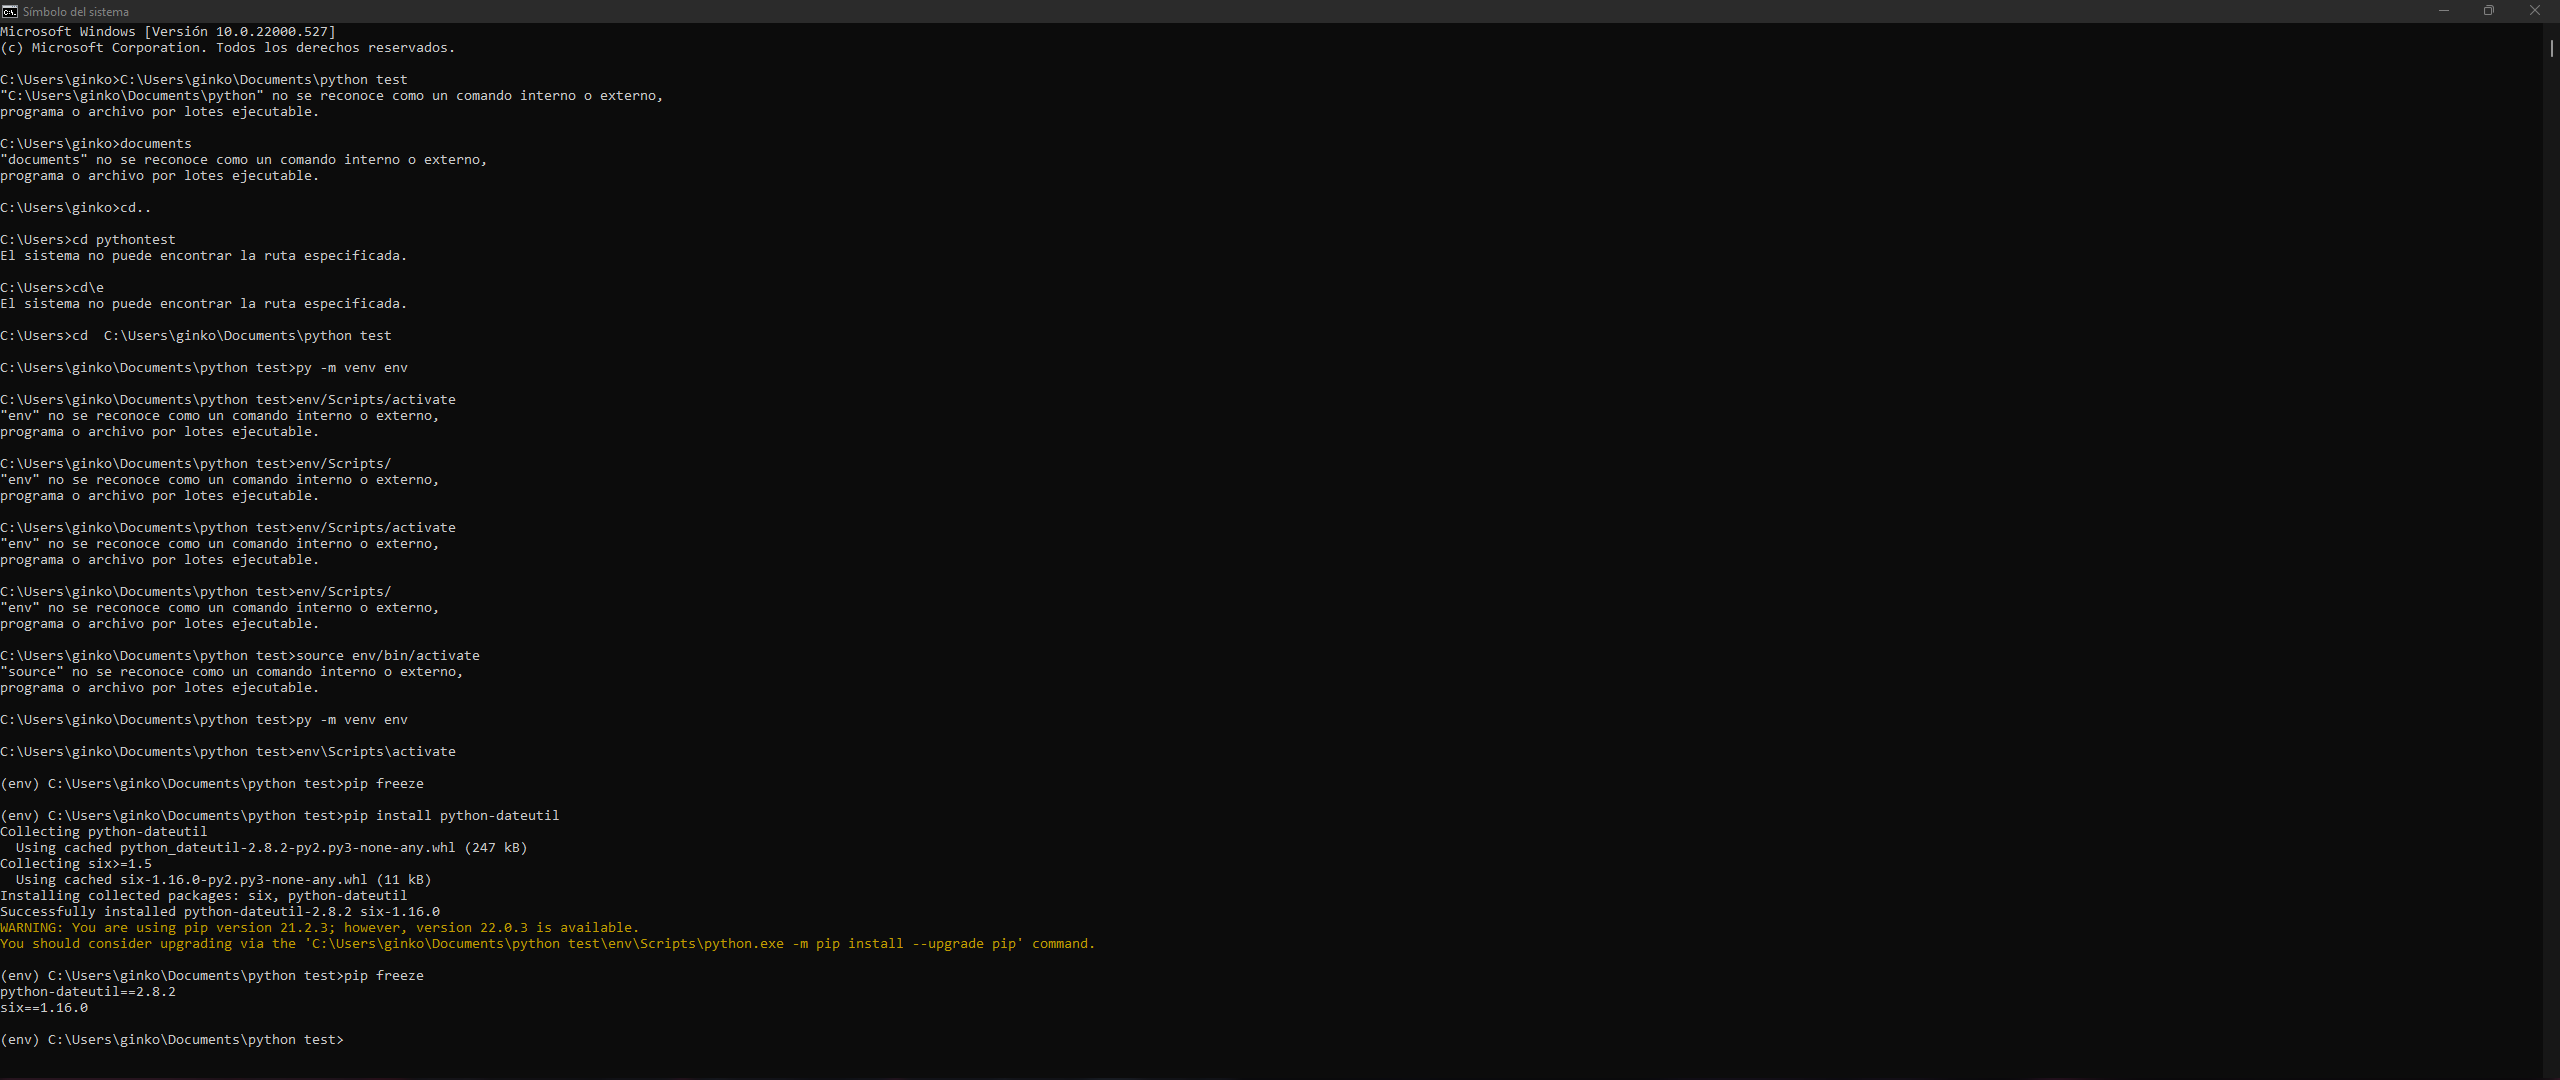 Símbolo del sistema
Microsoft Windows [Versión 10.0.22000.527]
(c) Microsoft Corporation. Todos los derechos reservados.
C:\Users\ginko>C:\Users\ginko\Documents\python test
"C:\Users\ginko\Documents\python" no se reconoce como un comando interno o externo,
programa o archivo por lotes ejecutable.
C:\Users\ginko>documents
"documents" no se reconoce como un comando interno o externo,
programa o archivo por lotes ejecutable.
C:\Users\ginko>cd..
C:\Users>cd pythontest
El sistema no puede encontrar la ruta especificada.
C:\Users>cd\e
El sistema no puede encontrar la ruta especificada.
C:\Users>cd  C:\Users\ginko\Documents\python test
C:\Users\ginko\Documents\python test>py -m venv env
C:\Users\ginko\Documents\python test>env/Scripts/activate
"env" no se reconoce como un comando interno o externo,
programa o archivo por lotes ejecutable.
C:\Users\ginko\Documents\python test>env/Scripts/
"env" no se reconoce como un comando interno o externo,
programa o archivo por lotes ejecutable.
C:\Users\ginko\Documents\python test>env/Scripts/activate
"env" no se reconoce como un comando interno o externo,
programa o archivo por lotes ejecutable.
C:\Users\ginko\Documents\python test>env/Scripts/
"env" no se reconoce como un comando interno o externo,
programa o archivo por lotes ejecutable.
C:\Users\ginko\Documents\python test>source env/bin/activate
"source" no se reconoce como un comando interno o externo,
programa o archivo por lotes ejecutable.
C:\Users\ginko\Documents\python test>py -m venv env
C:\Users\ginko\Documents\python test>env\Scripts\activate
(env) C:\Users\ginko\Documents\python test>pip freeze
(env) C:\Users\ginko\Documents\python test>pip install python-dateutil
Collecting python-dateutil
  Using cached python_dateutil-2.8.2-py2.py3-none-any.whl (247 kB)
Collecting six>=1.5
  Using cached six-1.16.0-py2.py3-none-any.whl (11 kB)
Installing collected packages: six, python-dateutil
Successfully installed python-dateutil-2.8.2 six-1.16.0
WARNING: You are using pip version 21.2.3; however, version 22.0.3 is available.
You should consider upgrading via the 'C:\Users\ginko\Documents\python test\env\Scripts\python.exe -m pip install --upgrade pip' command.
(env) C:\Users\ginko\Documents\python test>pip freeze
python-dateutil==2.8.2
six==1.16.0
(env) C:\Users\ginko\Documents\python test>